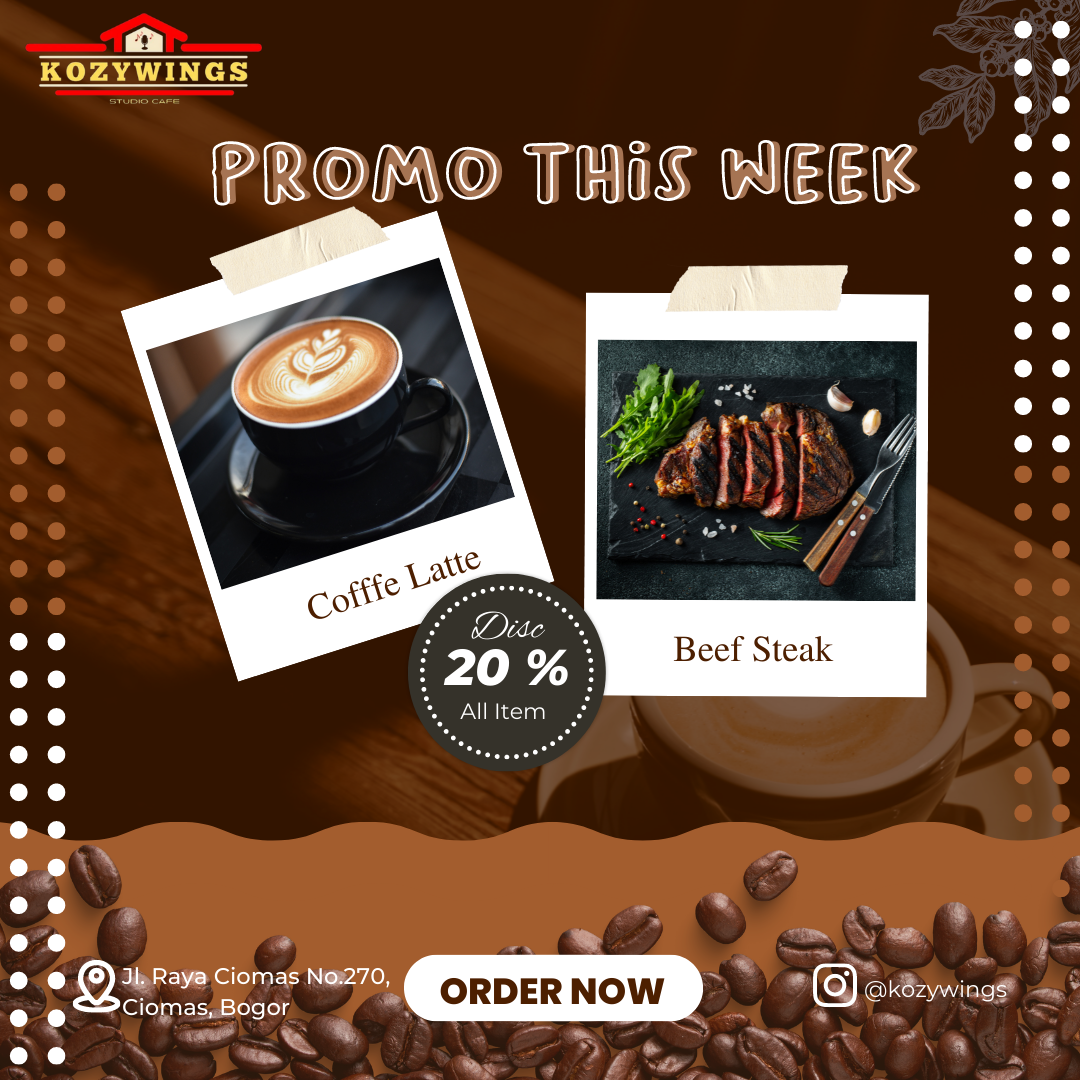 KOZYWINGS
STUDIO CAFE
PROMO THiS WEEK
Cofffe Latte
Beef Steak
Disc
20 %
All Item
Jl. Raya Ciomas No.270,
Ciomas, Bogor
ORDER NOW
@kozywings